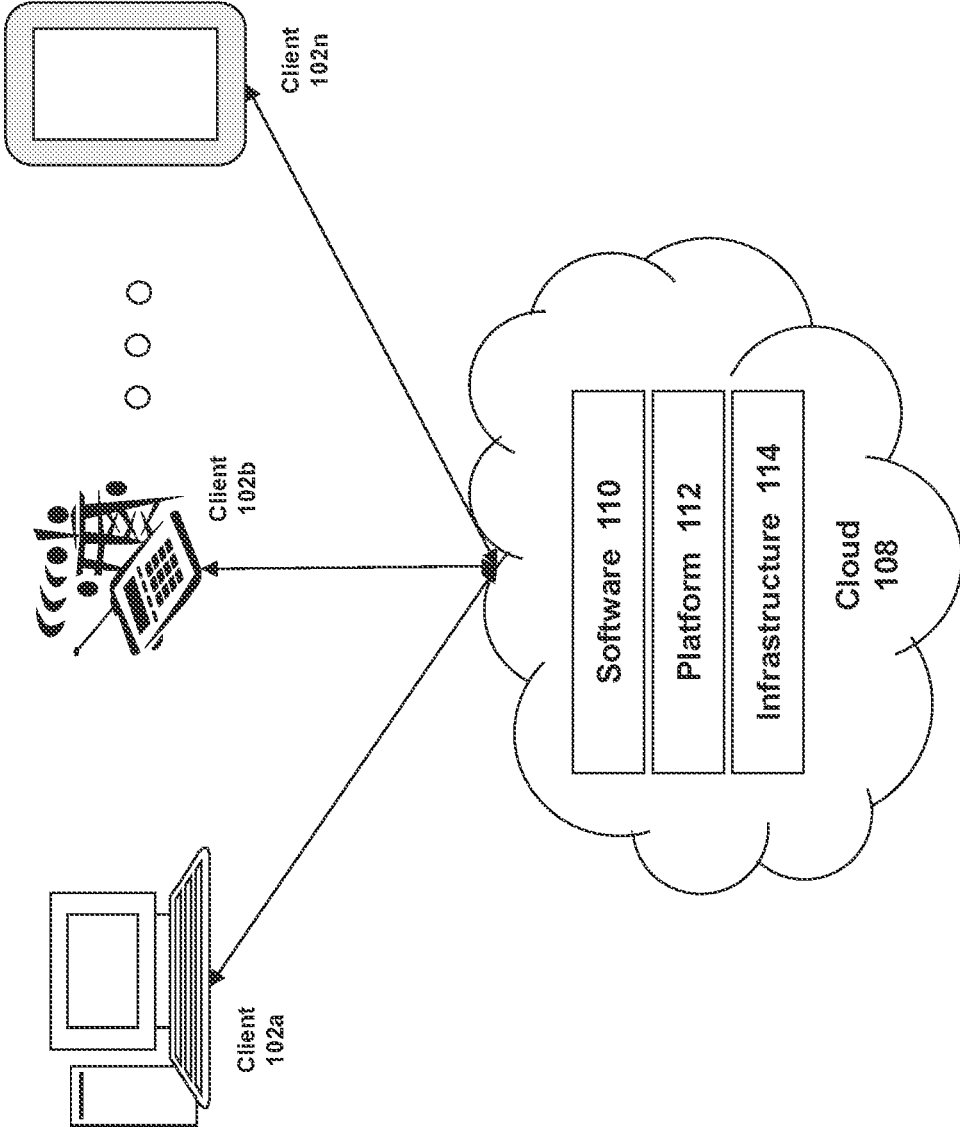 Client
102a
Client
102b
Client
102n
Software 110
Platform 112
Infrastructure 114
Cloud
108